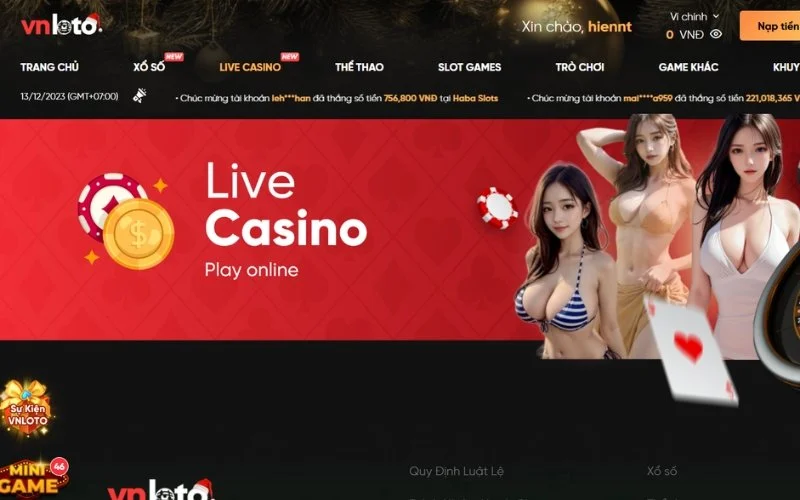 vnloto.
Xin chào, hiennt
Ví chính
0 VNĐ
Nạp tiền
TRANG CHỦ
XỔ SỐ
NEW
LIVE CASINO
NEW
THỂ THAO
SLOT GAMES
TRÒ CHƠI
GAME KHÁC
KHUY
13/12/2023 (GMT+07:00)
• Chúc mừng tài khoản leh***han đã thắng số tiền 756,800 VNĐ tại Haba Slots
• Chúc mừng tài khoản mai****a959 đã thắng số tiền 221,018,365 V
Live
Casino
Play online
$
Sự Kiện
VNLOTO
MINI
GAME
46
vnloto.
Quy Định Luật Lệ
Xổ số